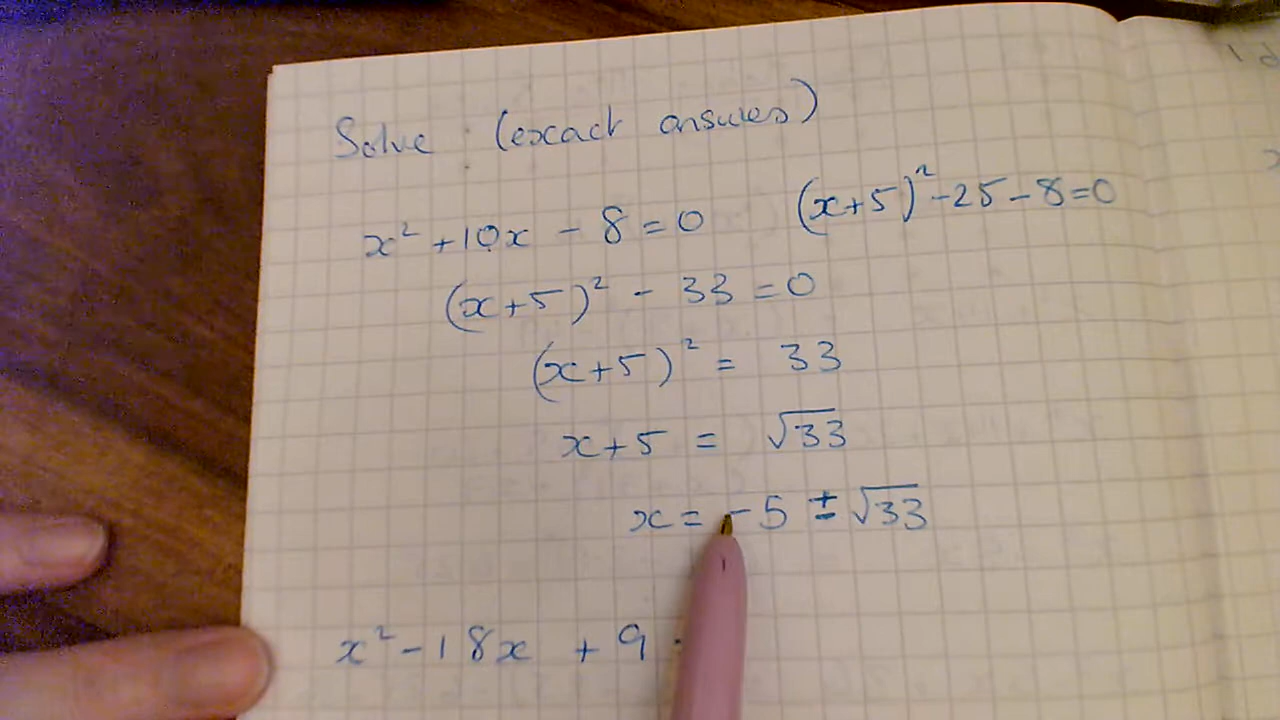 Solve : (exact answers)
x² + 10x - 8 = 0 (x+5)² - 25 - 8 = 0
(x+5)² - 33 = 0
(x+5)² = 33
x + 5 = √33
x = -5 ± √33
x² - 18x + 9